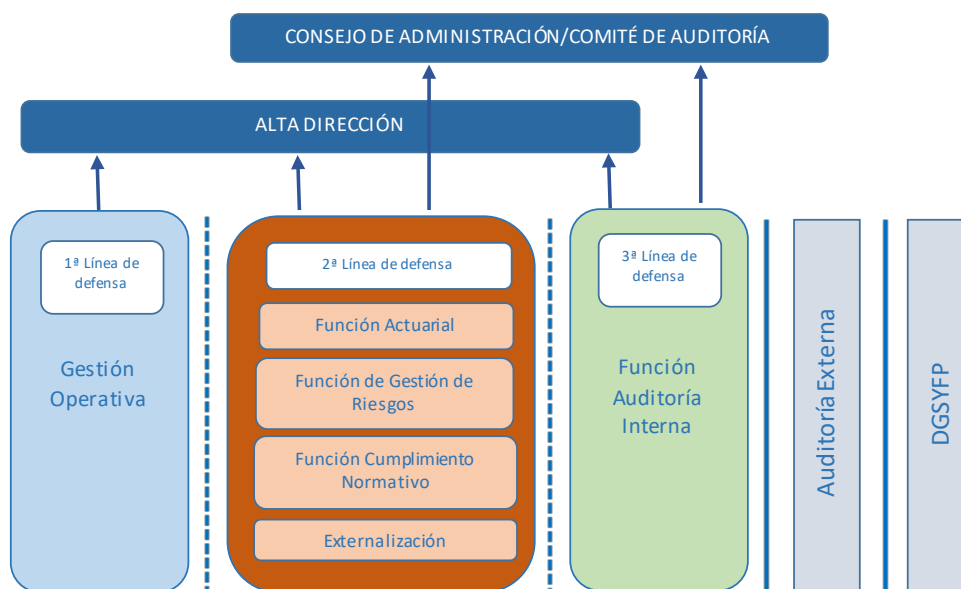 CONSEJO DE ADMINISTRACIÓN/COMITÉ DE AUDITORÍA
ALTA DIRECCIÓN
1ª Línea de
defensa
Gestión
Operativa
2ª Línea de defensa
Función Actuarial
Función de Gestión de
Riesgos
Función Cumplimiento
Normativo
Externalización
3ª Línea de
defensa
Función
Auditoría
Interna
Auditoría Externa
DGSYFP